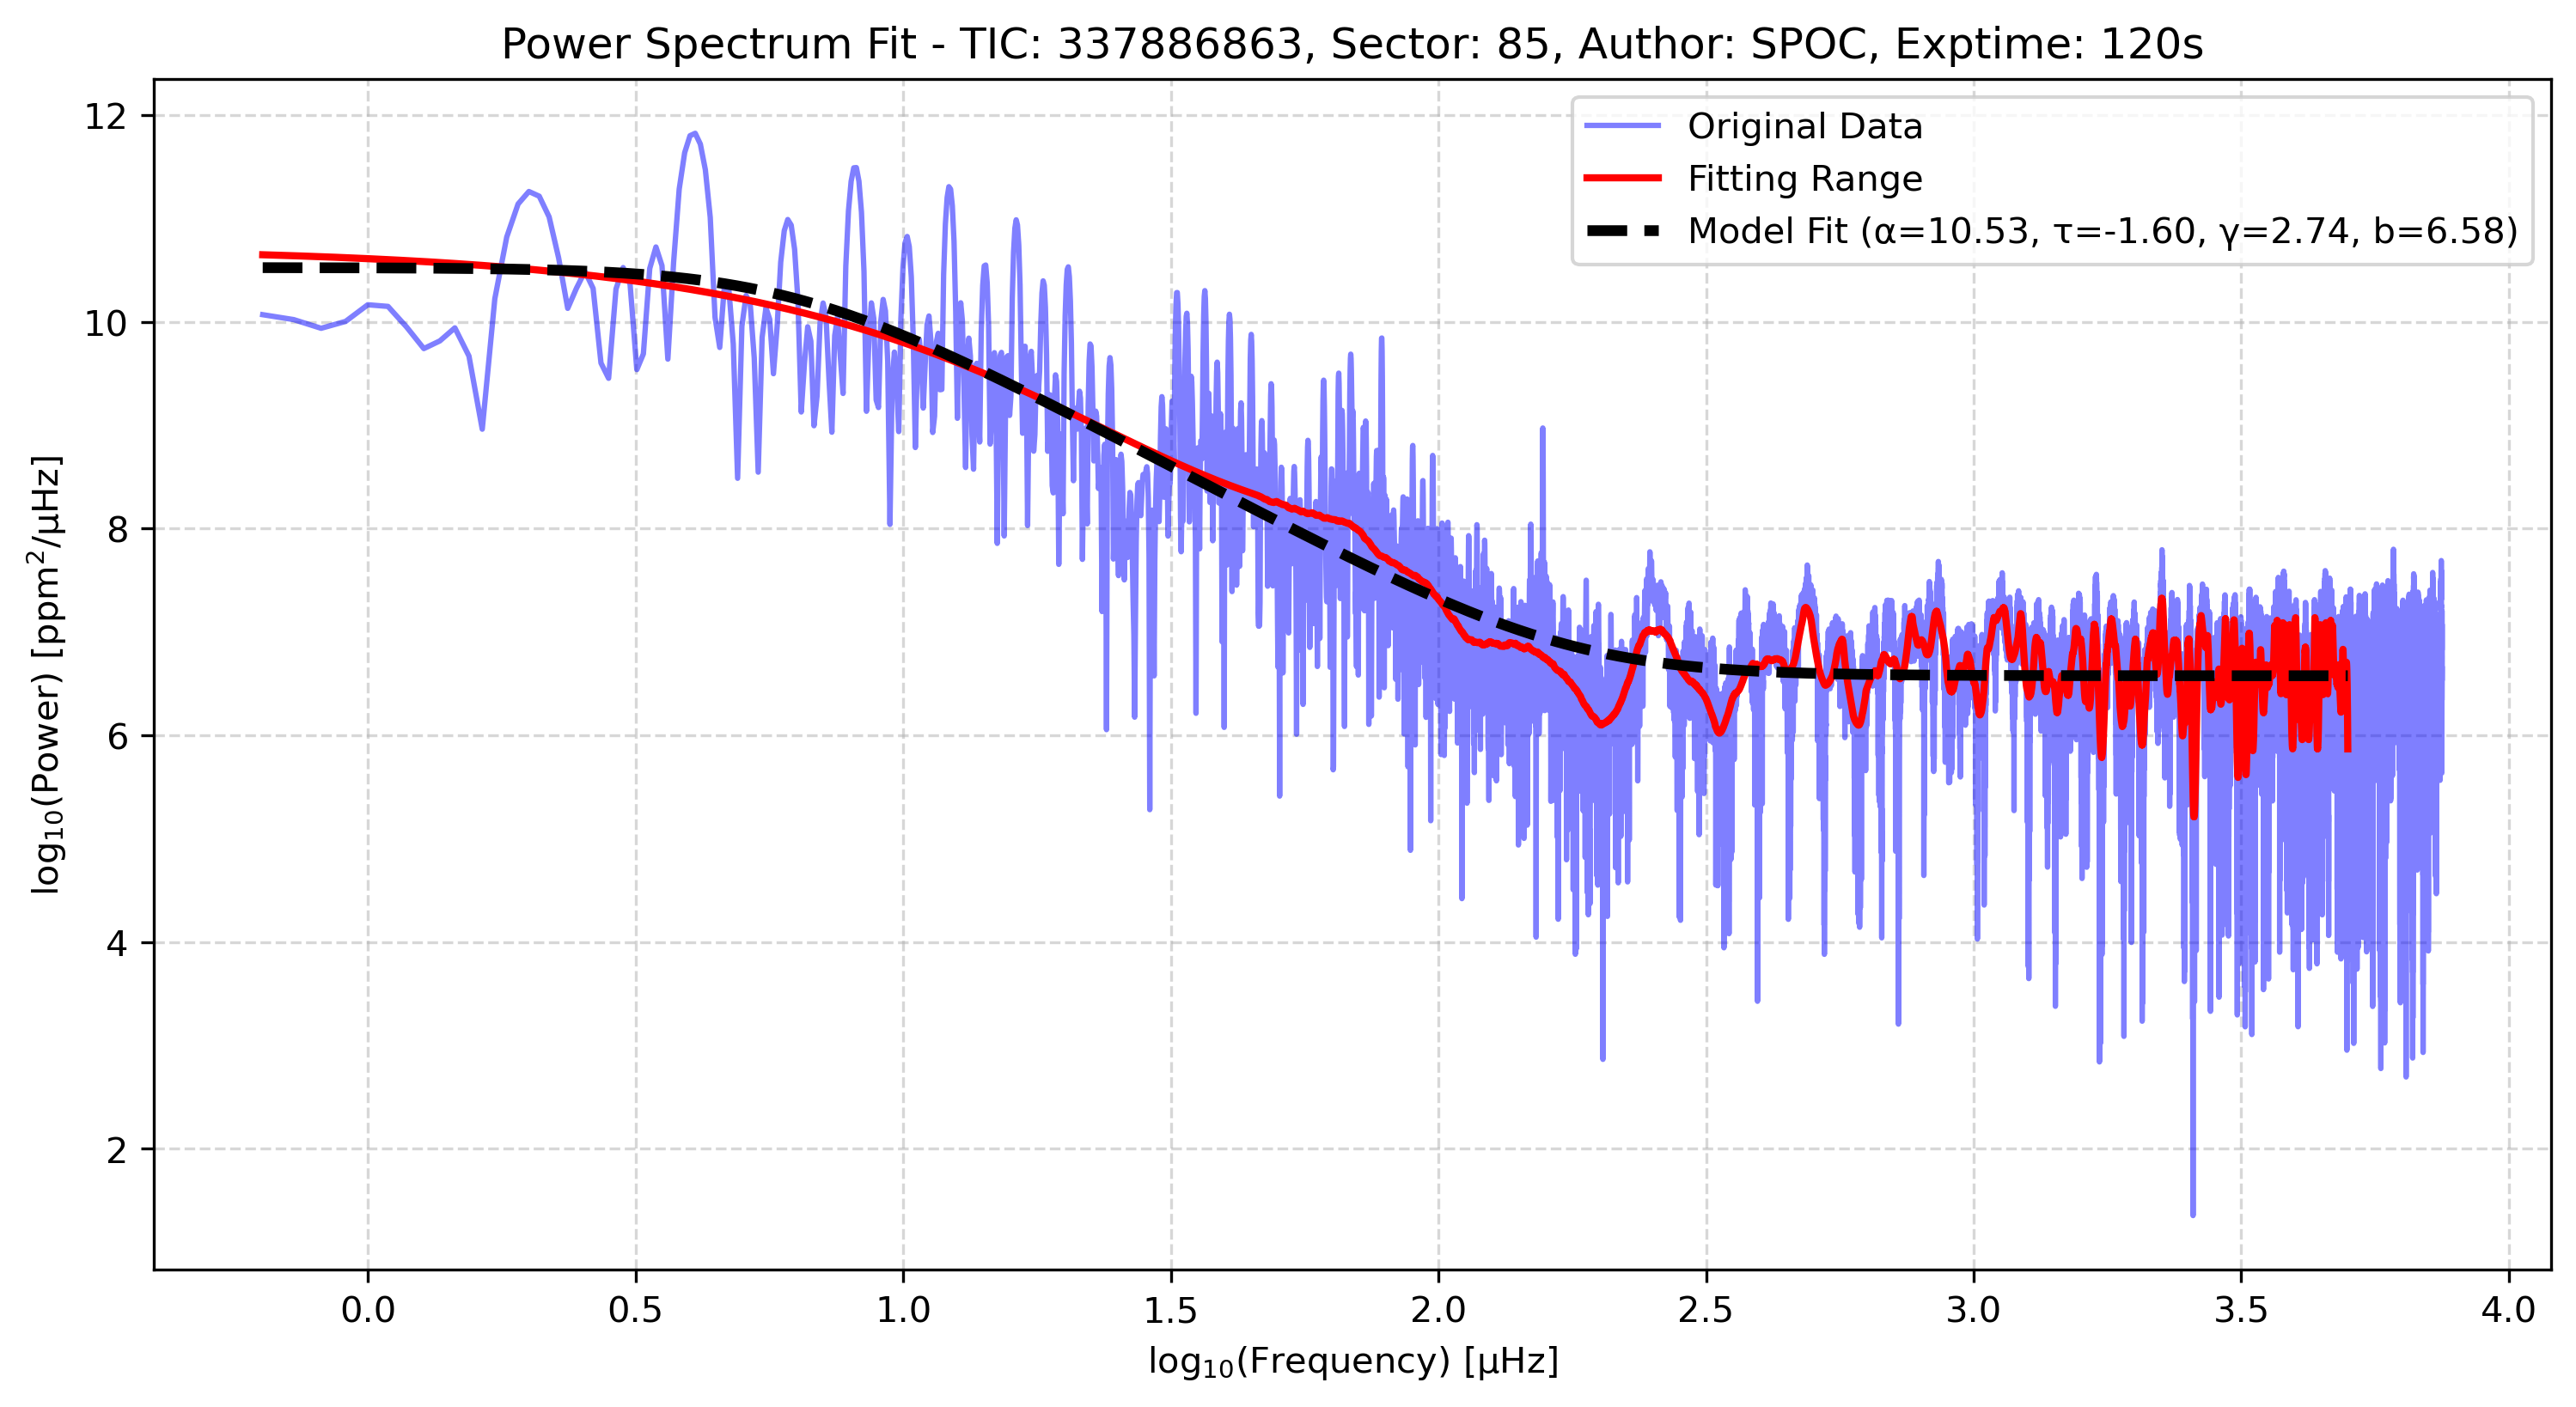 Power Spectrum Fit - TIC: 337886863, Sector: 85, Author: SPOC, Exptime: 120s
Original Data
Fitting Range
Model Fit (α=10.53, τ=-1.60, γ=2.74, b=6.58)
log₁₀(Power) [ppm²/μHz]
12
10
8
6
4
2
0.0 0.5 1.0 1.5 2.0 2.5 3.0 3.5 4.0
log₁₀(Frequency) [μHz]